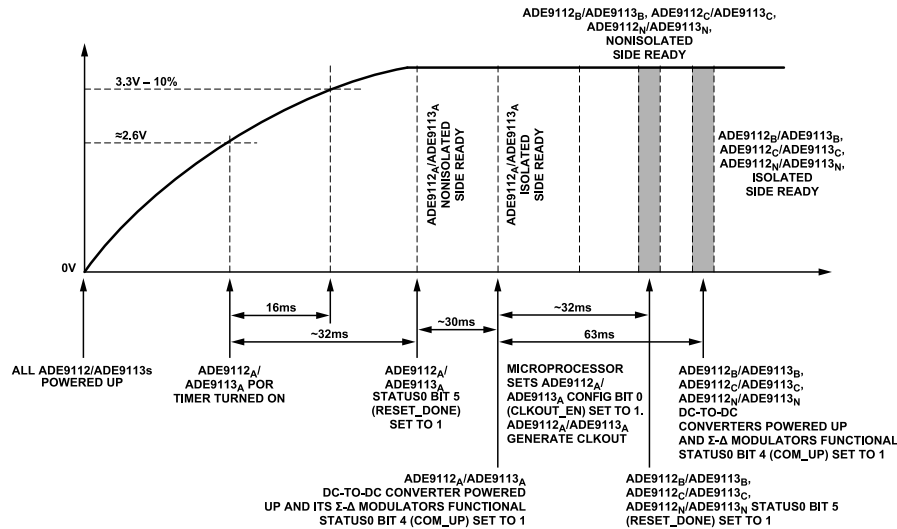 ADE9112B/ADE9113B, ADE9112C/ADE9113C,
ADE9112N/ADE9113N,
NONISOLATED
SIDE READY
3.3V – 10%
≈2.6V
0V
ADE9112A/ADE9113A
NONISOLATED
SIDE READY
ADE9112A/ADE9113A
ISOLATED
SIDE READY
ADE9112B/ADE9113B,
ADE9112C/ADE9113C,
ADE9112N/ADE9113N,
ISOLATED
SIDE READY
16ms
~32ms
~30ms
~32ms
63ms
ALL ADE9112/ADE9113s
POWERED UP
ADE9112A/
ADE9113A POR
TIMER TURNED ON
ADE9112A/
ADE9113A
STATUS0 BIT 5
(RESET_DONE)
SET TO 1
MICROPROCESSOR
SETS ADE9112A/
ADE9113A CONFIG BIT 0
(CLKOUT_EN) SET TO 1.
ADE9112A/ADE9113A
GENERATE CLKOUT
ADE9112B/ADE9113B,
ADE9112C/ADE9113C,
ADE9112N/ADE9113N
DC-TO-DC
CONVERTERS POWERED UP
AND Σ-Δ MODULATORS FUNCTIONAL
STATUS0 BIT 4 (COM_UP) SET TO 1
ADE9112A/ADE9113A
DC-TO-DC CONVERTER POWERED
UP AND ITS Σ-Δ MODULATORS FUNCTIONAL
STATUS0 BIT 4 (COM_UP) SET TO 1
ADE9112B/ADE9113B,
ADE9112C/ADE9113C,
ADE9112N/ADE9113N STATUS0 BIT 5
(RESET_DONE) SET TO 1